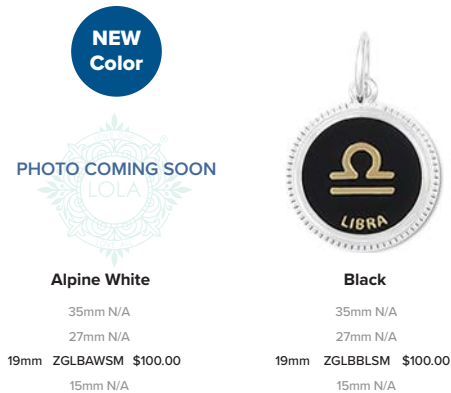 NEW
Color
PHOTO COMING SOON
LOLA
LIBRA
Alpine White
Black
35mm N/A
35mm N/A
27mm N/A
27mm N/A
19mm ZGLBAWSM $100.00
19mm ZGLBBLSM $100.00
15mm N/A
15mm N/A